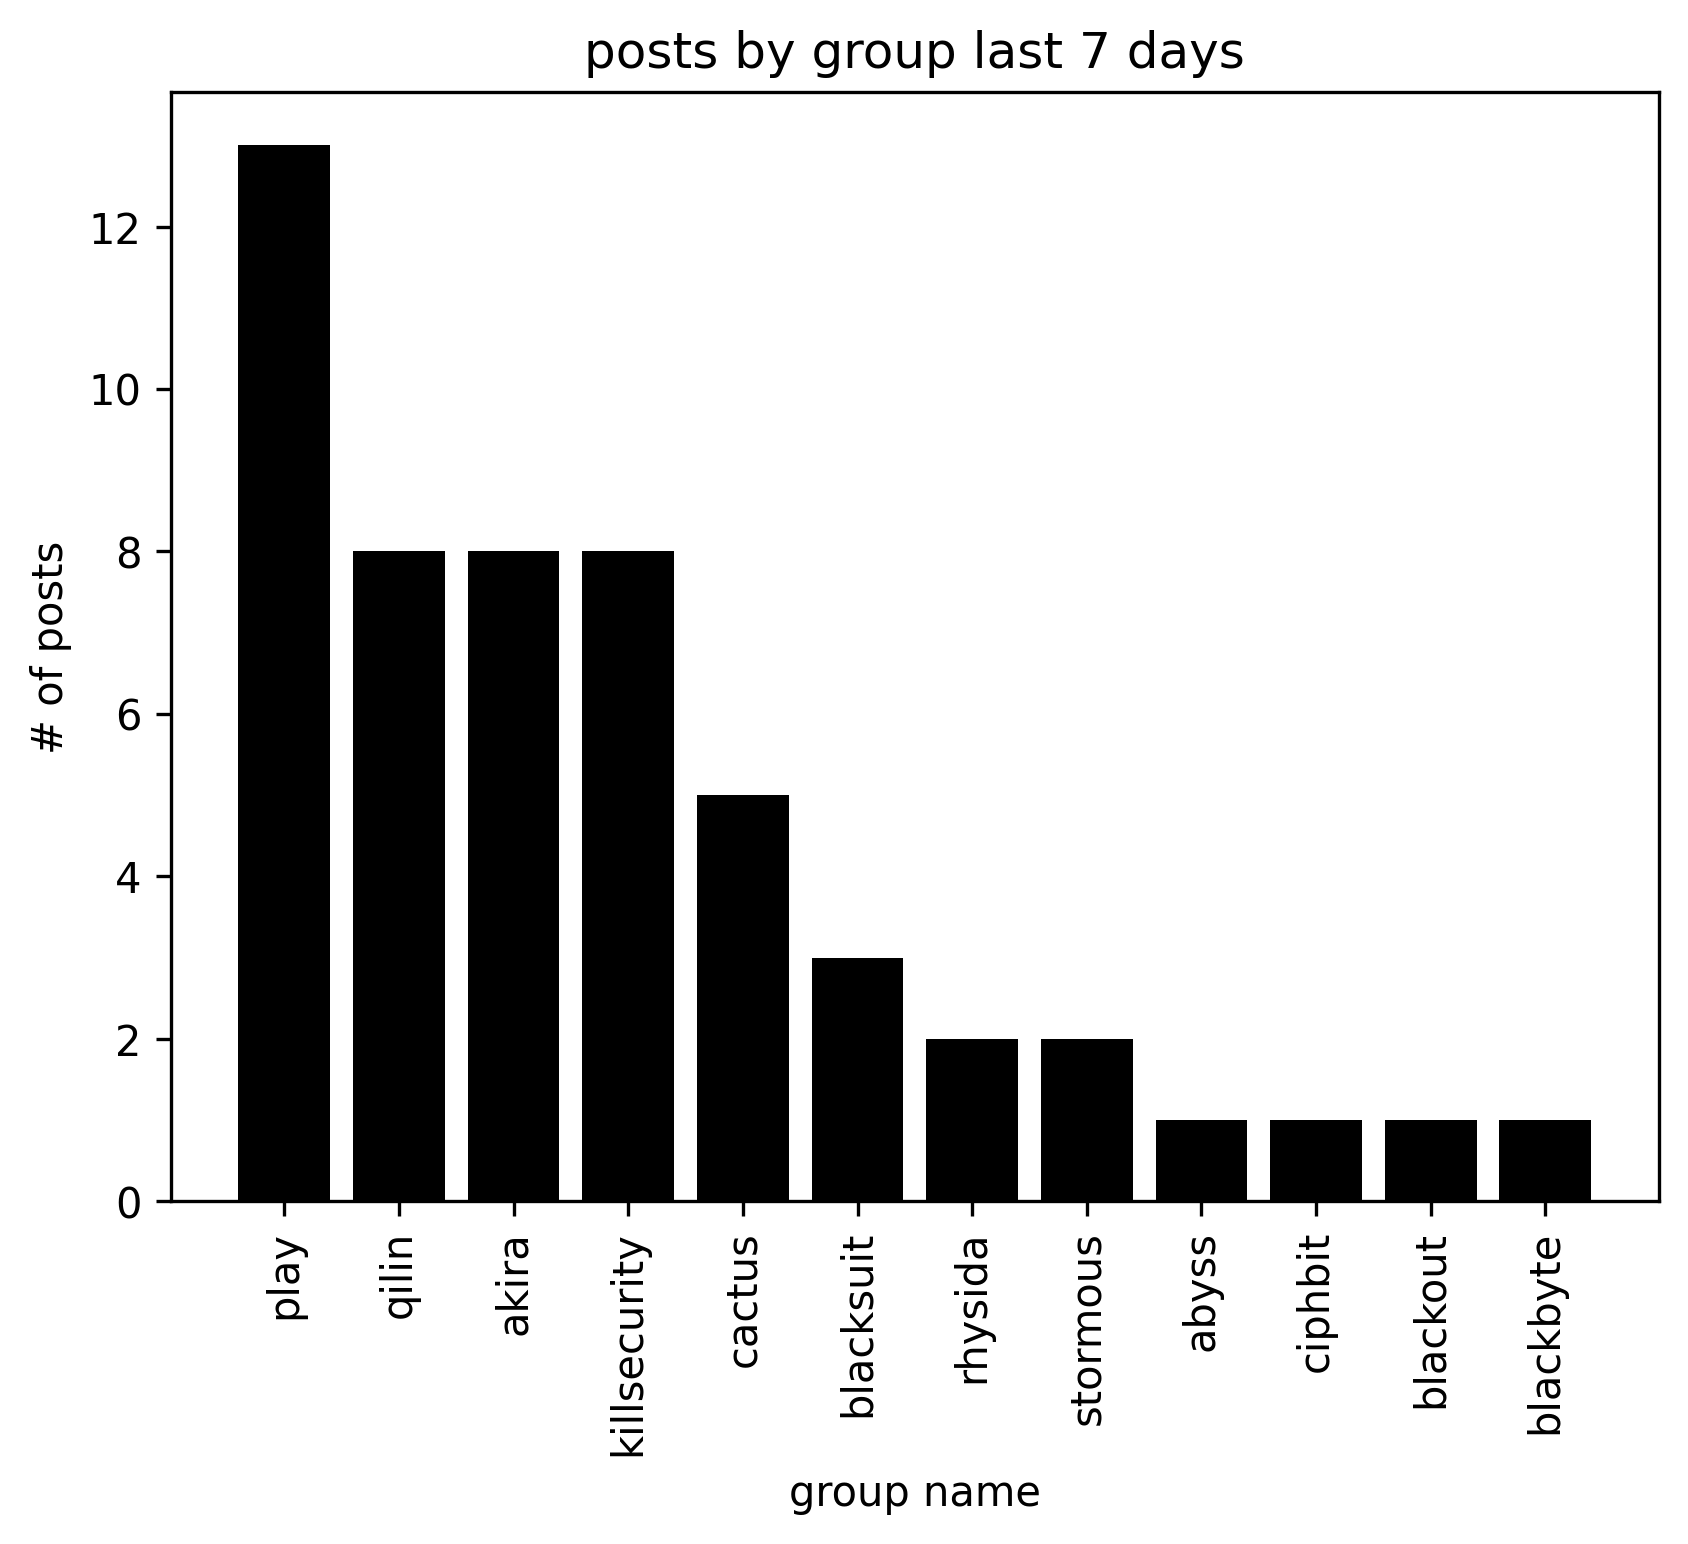 posts by group last 7 days
12
10
8
6
4
2
0
# of posts
play
qilin
akira
killsecurity
cactus
blacksuit
rhysida
stormous
abyss
ciphbit
blackout
blackbyte
group name